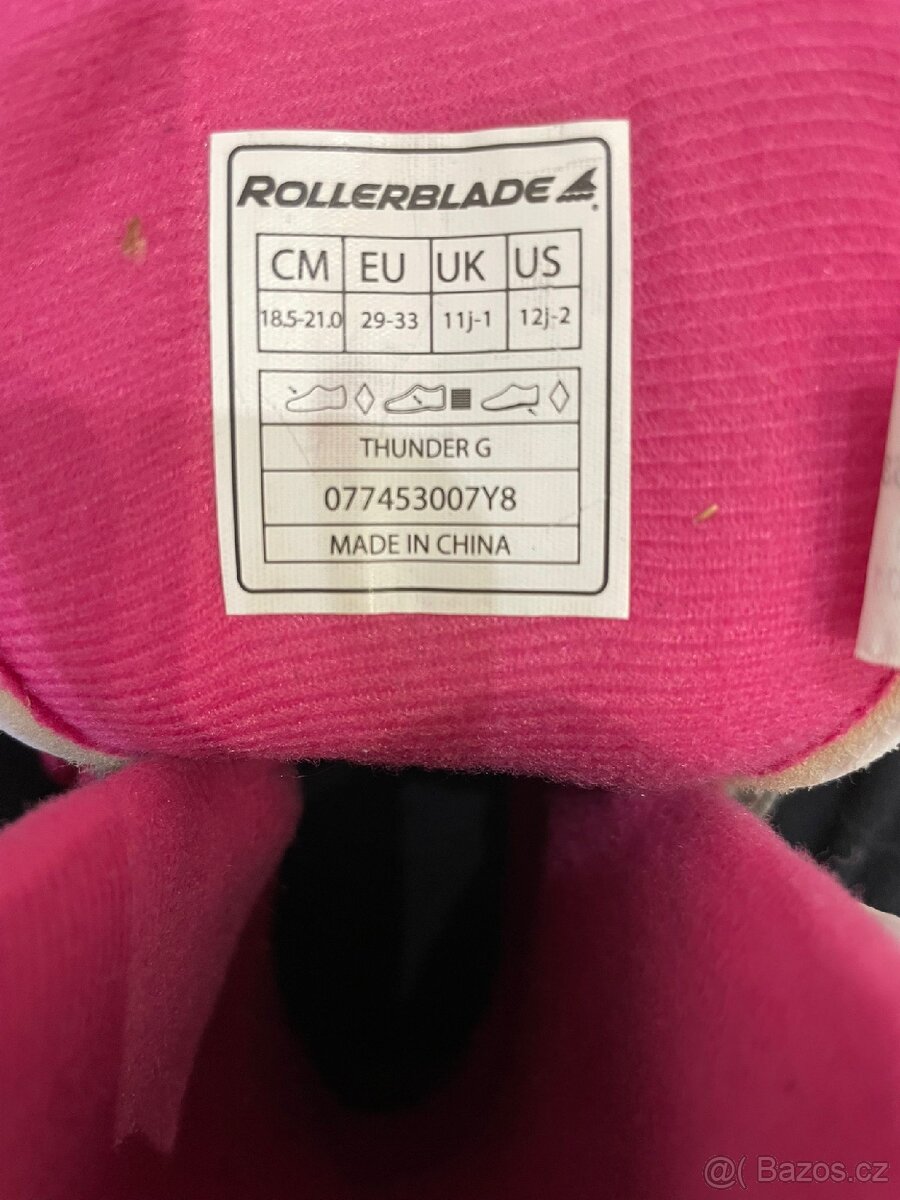 ROLLERBLADE
CM EU UK US
18.5-21.0 29-33 11j-1 12j-2
THUNDER G
077453007Y8
MADE IN CHINA
@( Bazos.cz